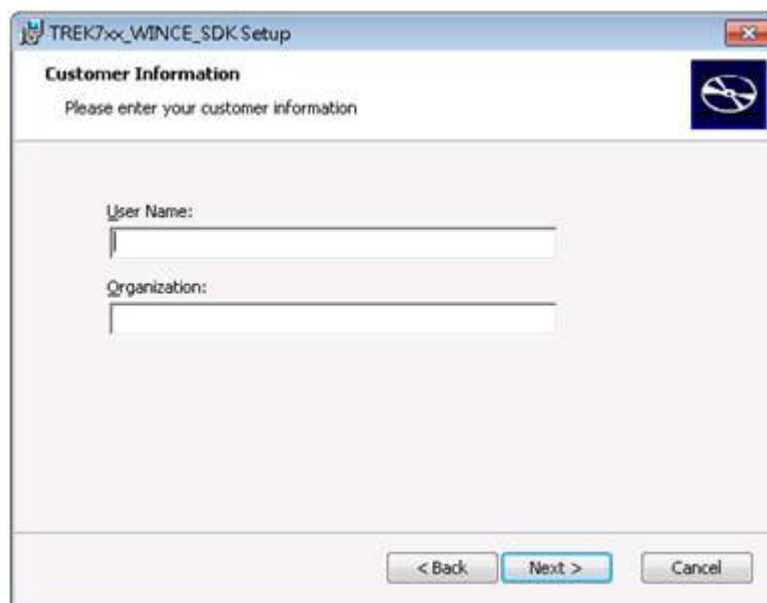 TREK7xx_WINCE_SDK Setup
Customer Information
Please enter your customer information
User Name:
Organization:
< Back Next > Cancel